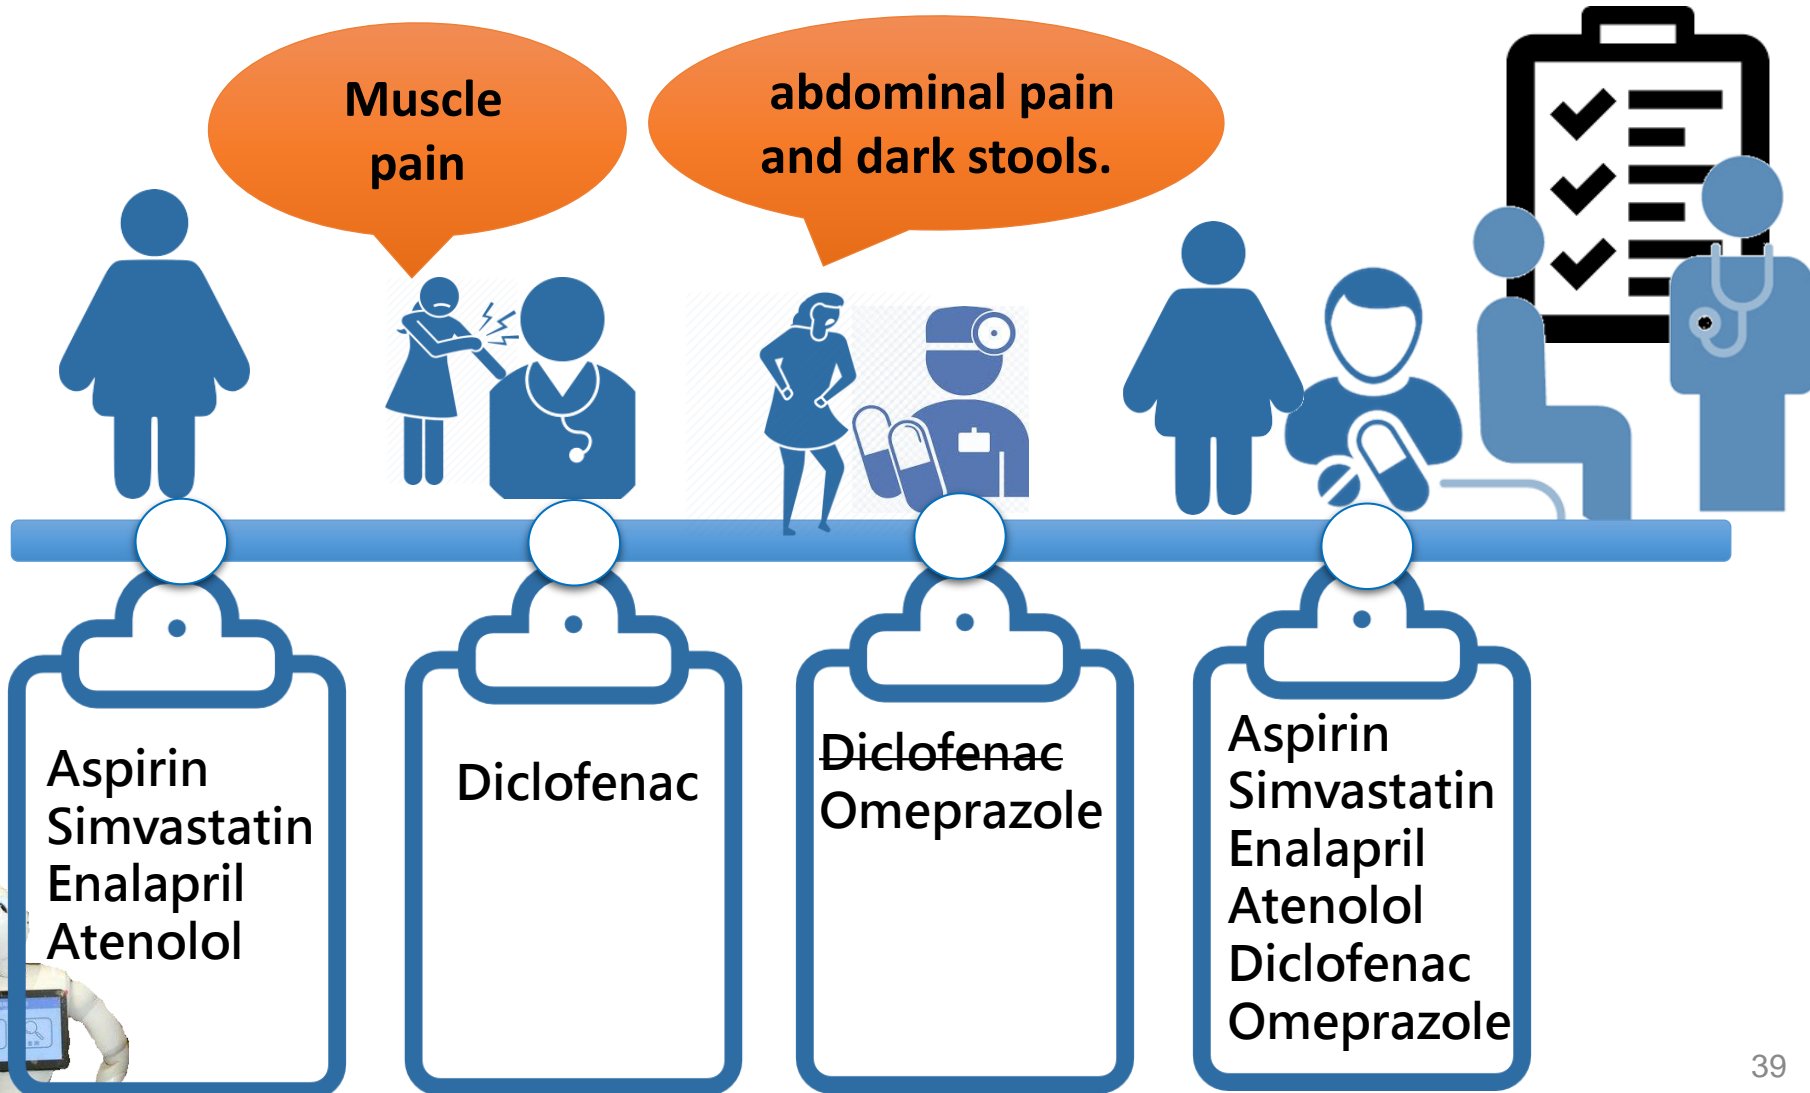 Muscle
pain
abdominal pain
and dark stools.
Aspirin
Simvastatin
Enalapril
Atenolol
Diclofenac
Diclofenac
Omeprazole
Aspirin
Simvastatin
Enalapril
Atenolol
Diclofenac
Omeprazole
39